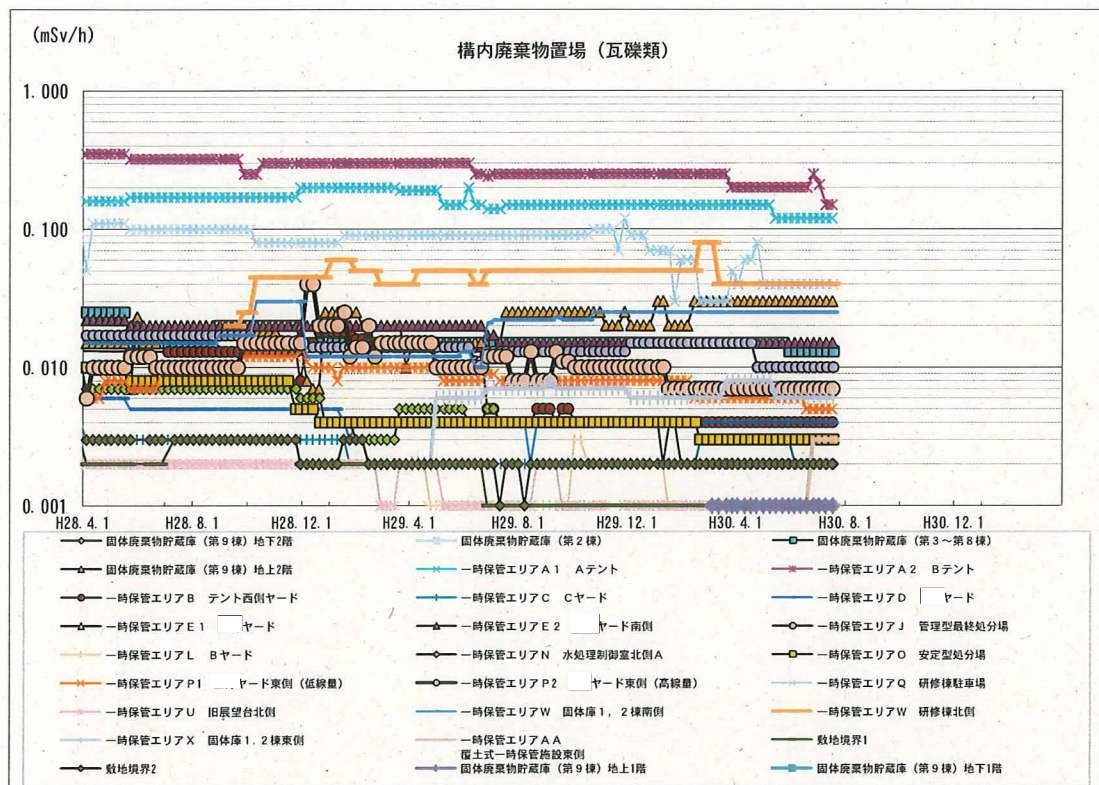 (mSv/h)
構内廃棄物置場（瓦礫類）
1.000
0.100
0.010
0.001
H28. 4. 1 H28. 8. 1 H28. 12. 1 H29. 4. 1 H29. 8. 1 H29. 12. 1 H30. 4. 1 H30. 8. 1 H30. 12. 1
固体廃棄物貯蔵庫（第９棟）地下2階 固体廃棄物貯蔵庫（第２棟） 固体廃棄物貯蔵庫（第３～第８棟）
固体廃棄物貯蔵庫（第９棟）地上2階 一時保管エリアＡ１ Ａテント 一時保管エリアＡ２ Ｂテント
一時保管エリアＢ テント西側ヤード 一時保管エリアＣ Ｃヤード 一時保管エリアＤ ヤード
一時保管エリアＥ１ ヤード 一時保管エリアＥ２ ヤード南側 一時保管エリアＪ 管理型最終処分場
一時保管エリアＬ Ｂヤード 一時保管エリアＮ 水処理制御室北側Ａ 一時保管エリアＯ 安定型処分場
一時保管エリアＰ1 ヤード東側（低線量） 一時保管エリアＰ２ ヤード東側（高線量） 一時保管エリアＱ 研修棟駐車場
一時保管エリアＵ 旧展望台北側 一時保管エリアＷ 固体庫１，２棟南側 一時保管エリアＷ 研修棟北側
一時保管エリアＸ 固体庫１，２棟東側 一時保管エリアＡＡ 敷地境界1
覆土式一時保管施設東側
敷地境界2 固体廃棄物貯蔵庫（第９棟）地上1階 固体廃棄物貯蔵庫（第９棟）地下1階